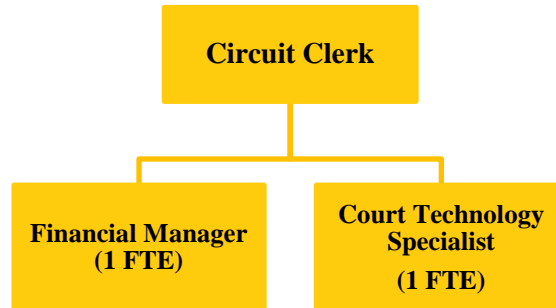 Circuit Clerk
Financial Manager
(1 FTE)
Court Technology
Specialist
(1 FTE)